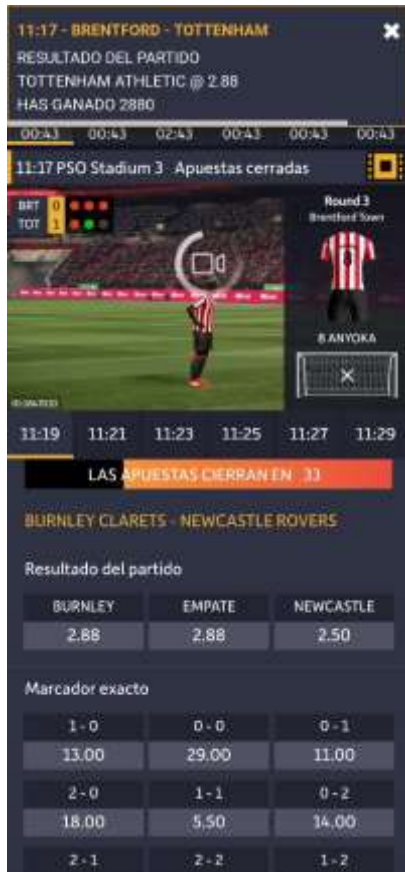 11:17 - BRENTFORD - TOTTENHAM
RESULTADO DEL PARTIDO
TOTTENHAM ATHLETIC @ 2.88
HAS GANADO 2880
00:43 00:43 02:43 00:43 00:43 00:43
11:17 PSO Stadium 3 Apuestas cerradas
BRT 0
TOT 1
Round 3
Brentford Town
8 ANYOKA
11:19 11:21 11:23 11:25 11:27 11:29
LAS APUESTAS CIERRAN EN 33
BURNLEY CLARETS - NEWCASTLE ROVERS
Resultado del partido
BURNLEY EMPATE NEWCASTLE
2.88 2.88 2.50
Marcador exacto
1 - 0 0 - 0 0 - 1
13.00 29.00 11.00
2 - 0 1 - 1 0 - 2
18.00 5.50 14.00
2 - 1 2 - 2 1 - 2